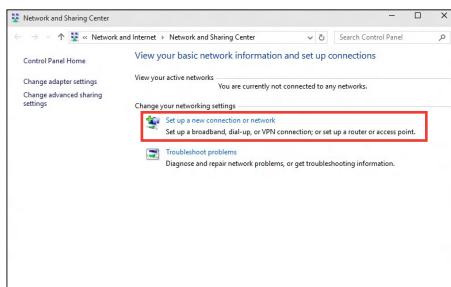 Network and Sharing Center
« Network and Internet › Network and Sharing Center
Search Control Panel
Control Panel Home
Change adapter settings
Change advanced sharing
settings
View your basic network information and set up connections
View your active networks
You are currently not connected to any networks.
Change your networking settings
Set up a new connection or network
Set up a broadband, dial-up, or VPN connection; or set up a router or access point.
Troubleshoot problems
Diagnose and repair network problems, or get troubleshooting information.